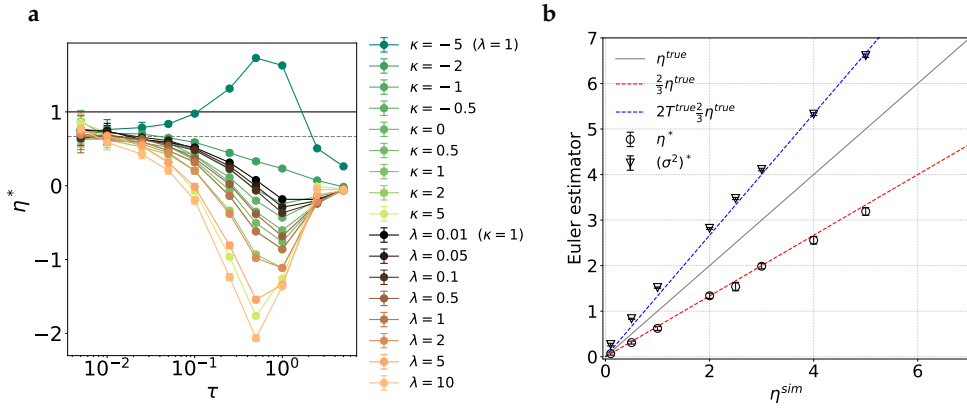 a
1
0
−1
−2
η*
10⁻² 10⁻¹ 10⁰
τ
κ = −5 (λ = 1)
κ = −2
κ = −1
κ = −0.5
κ = 0
κ = 0.5
κ = 1
κ = 2
κ = 5
λ = 0.01 (κ = 1)
λ = 0.05
λ = 0.1
λ = 0.5
λ = 1
λ = 2
λ = 5
λ = 10
b
7
6
5
4
3
2
1
0
Euler estimator
η^true
2/3 η^true
2T^true 2/3 η^true
η*
(σ²)*
0 2 4 6
η^sim